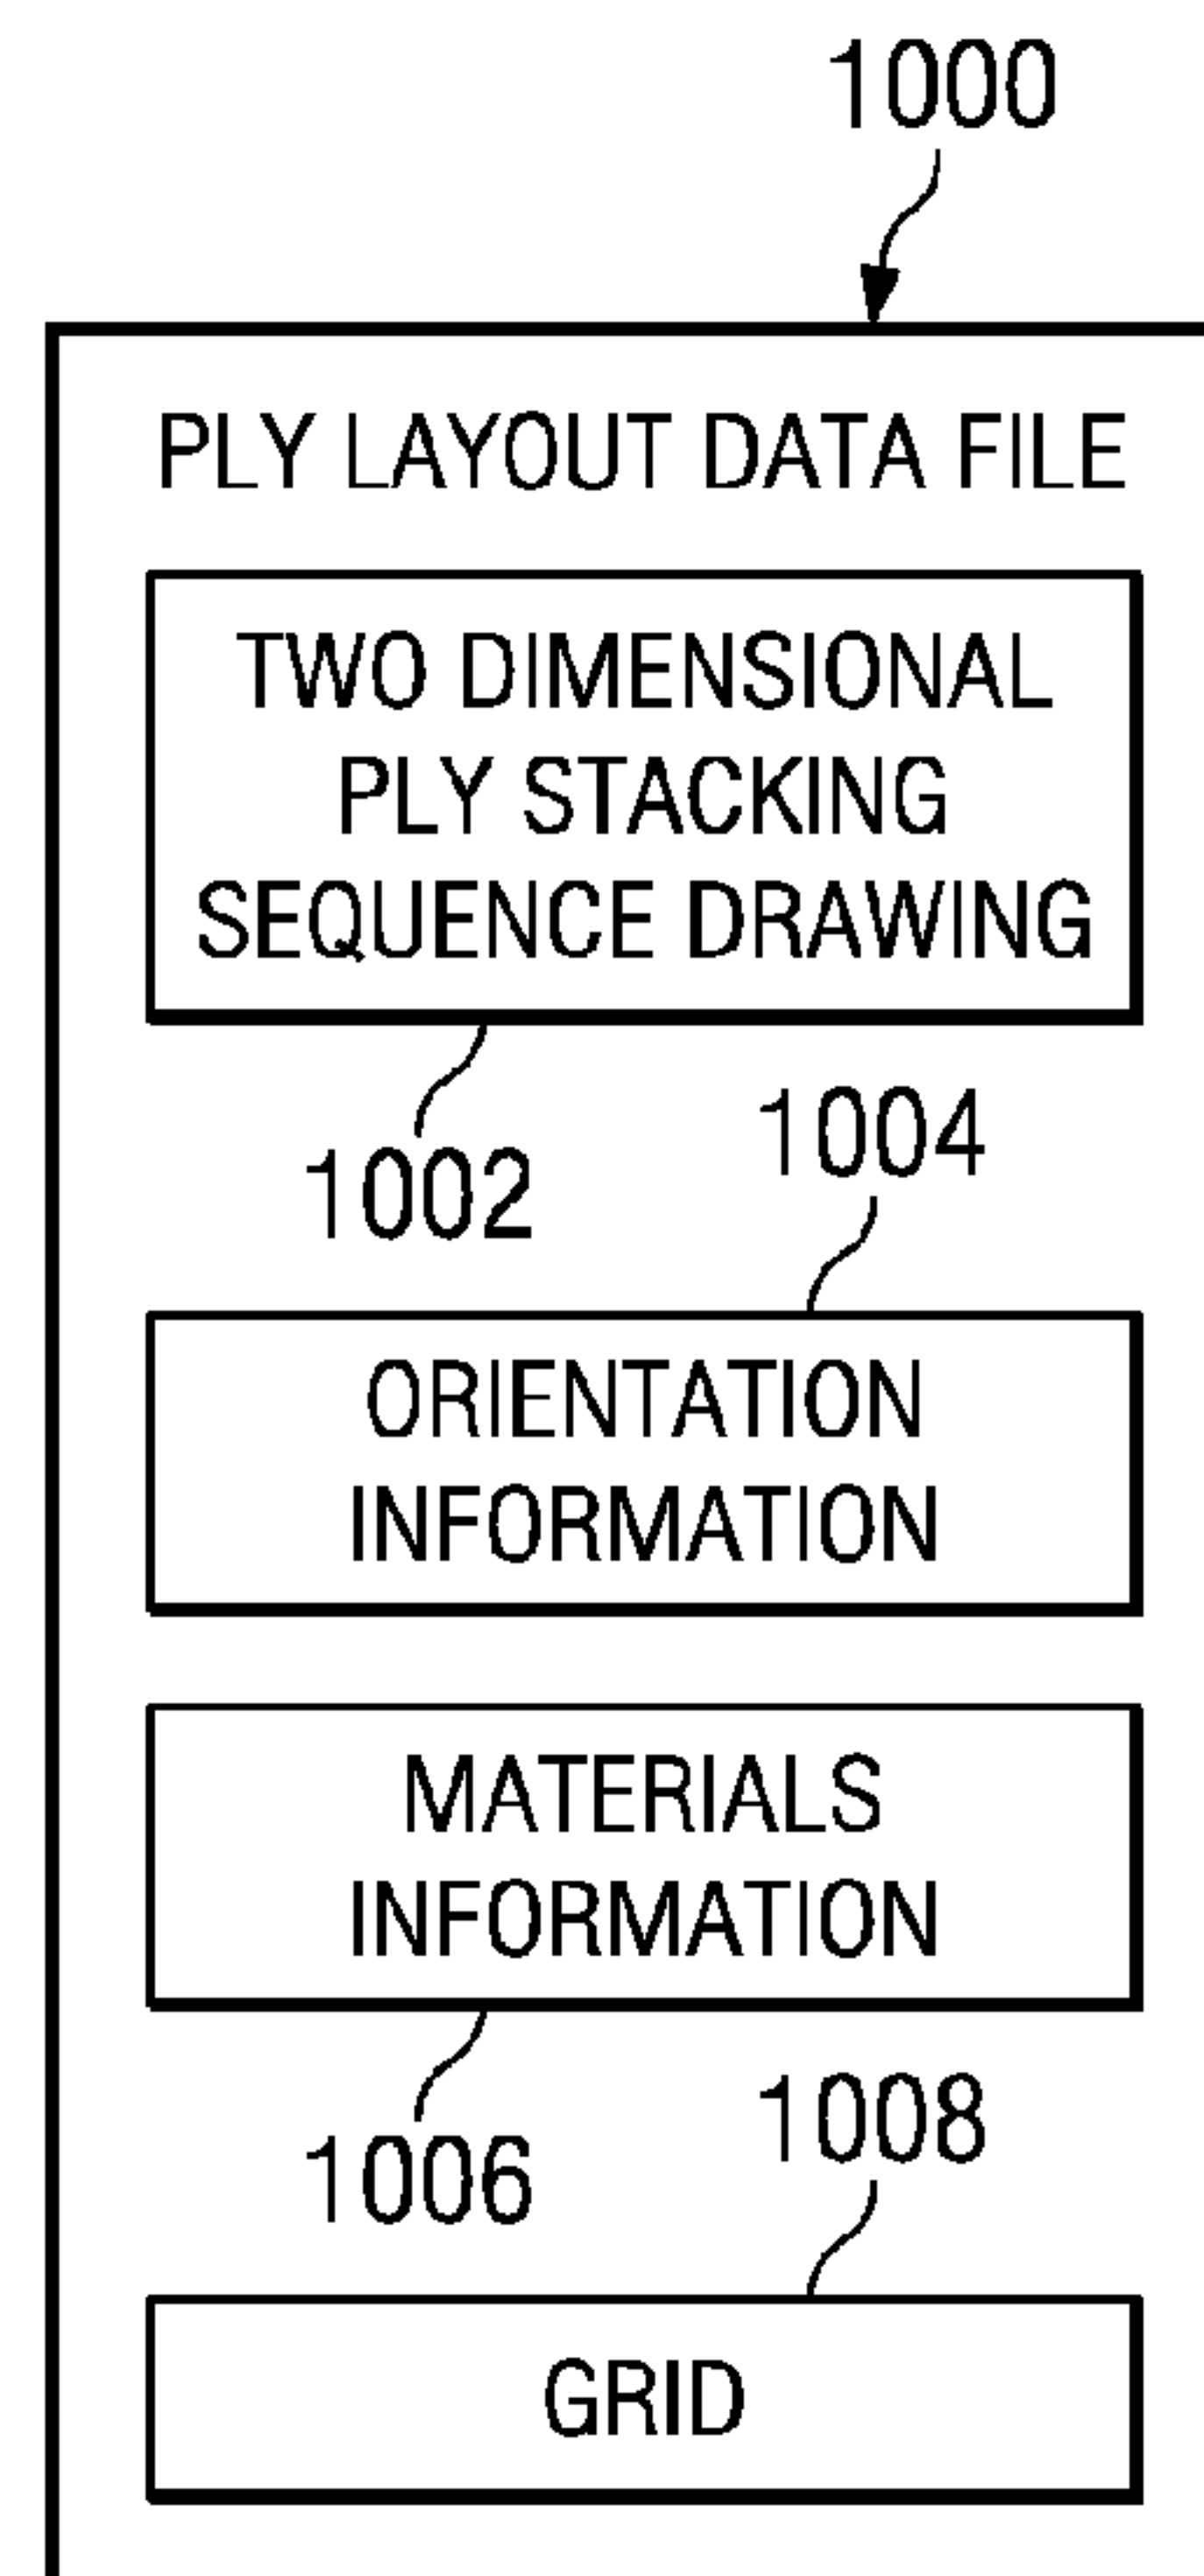 1000
PLY LAYOUT DATA FILE
TWO DIMENSIONAL
PLY STACKING
SEQUENCE DRAWING
1002
1004
ORIENTATION
INFORMATION
MATERIALS
INFORMATION
1006
1008
GRID